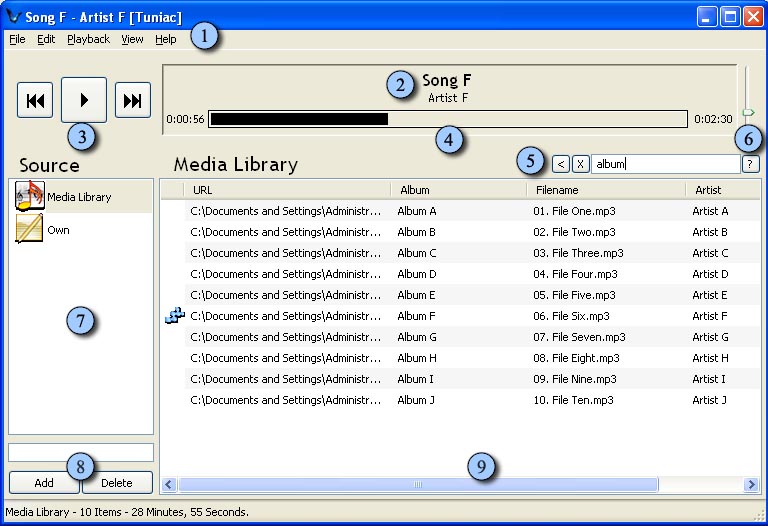 Song F - Artist F [Tuniac]
File Edit Playback View Help 1
2 Song F
Artist F
0:00:56 0:02:30
3 4 6
Source Media Library 5 < X album ?
URL Album Filename Artist
Media Library
Own
7
C:\Documents and Settings\Administr... Album A 01. File One.mp3 Artist A
C:\Documents and Settings\Administr... Album B 02. File Two.mp3 Artist B
C:\Documents and Settings\Administr... Album C 03. File Three.mp3 Artist C
C:\Documents and Settings\Administr... Album D 04. File Four.mp3 Artist D
C:\Documents and Settings\Administr... Album E 05. File Five.mp3 Artist E
C:\Documents and Settings\Administr... Album F 06. File Six.mp3 Artist F
C:\Documents and Settings\Administr... Album G 07. File Seven.mp3 Artist G
C:\Documents and Settings\Administr... Album H 08. File Eight.mp3 Artist H
C:\Documents and Settings\Administr... Album I 09. File Nine.mp3 Artist I
C:\Documents and Settings\Administr... Album J 10. File Ten.mp3 Artist J
8 9
Add Delete
Media Library - 10 Items - 28 Minutes, 55 Seconds.